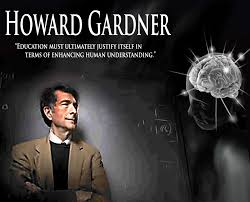 HOWARD GARDNER
"EDUCATION MUST ULTIMATELY JUSTIFY ITSELF IN
TERMS OF ENHANCING HUMAN UNDERSTANDING."